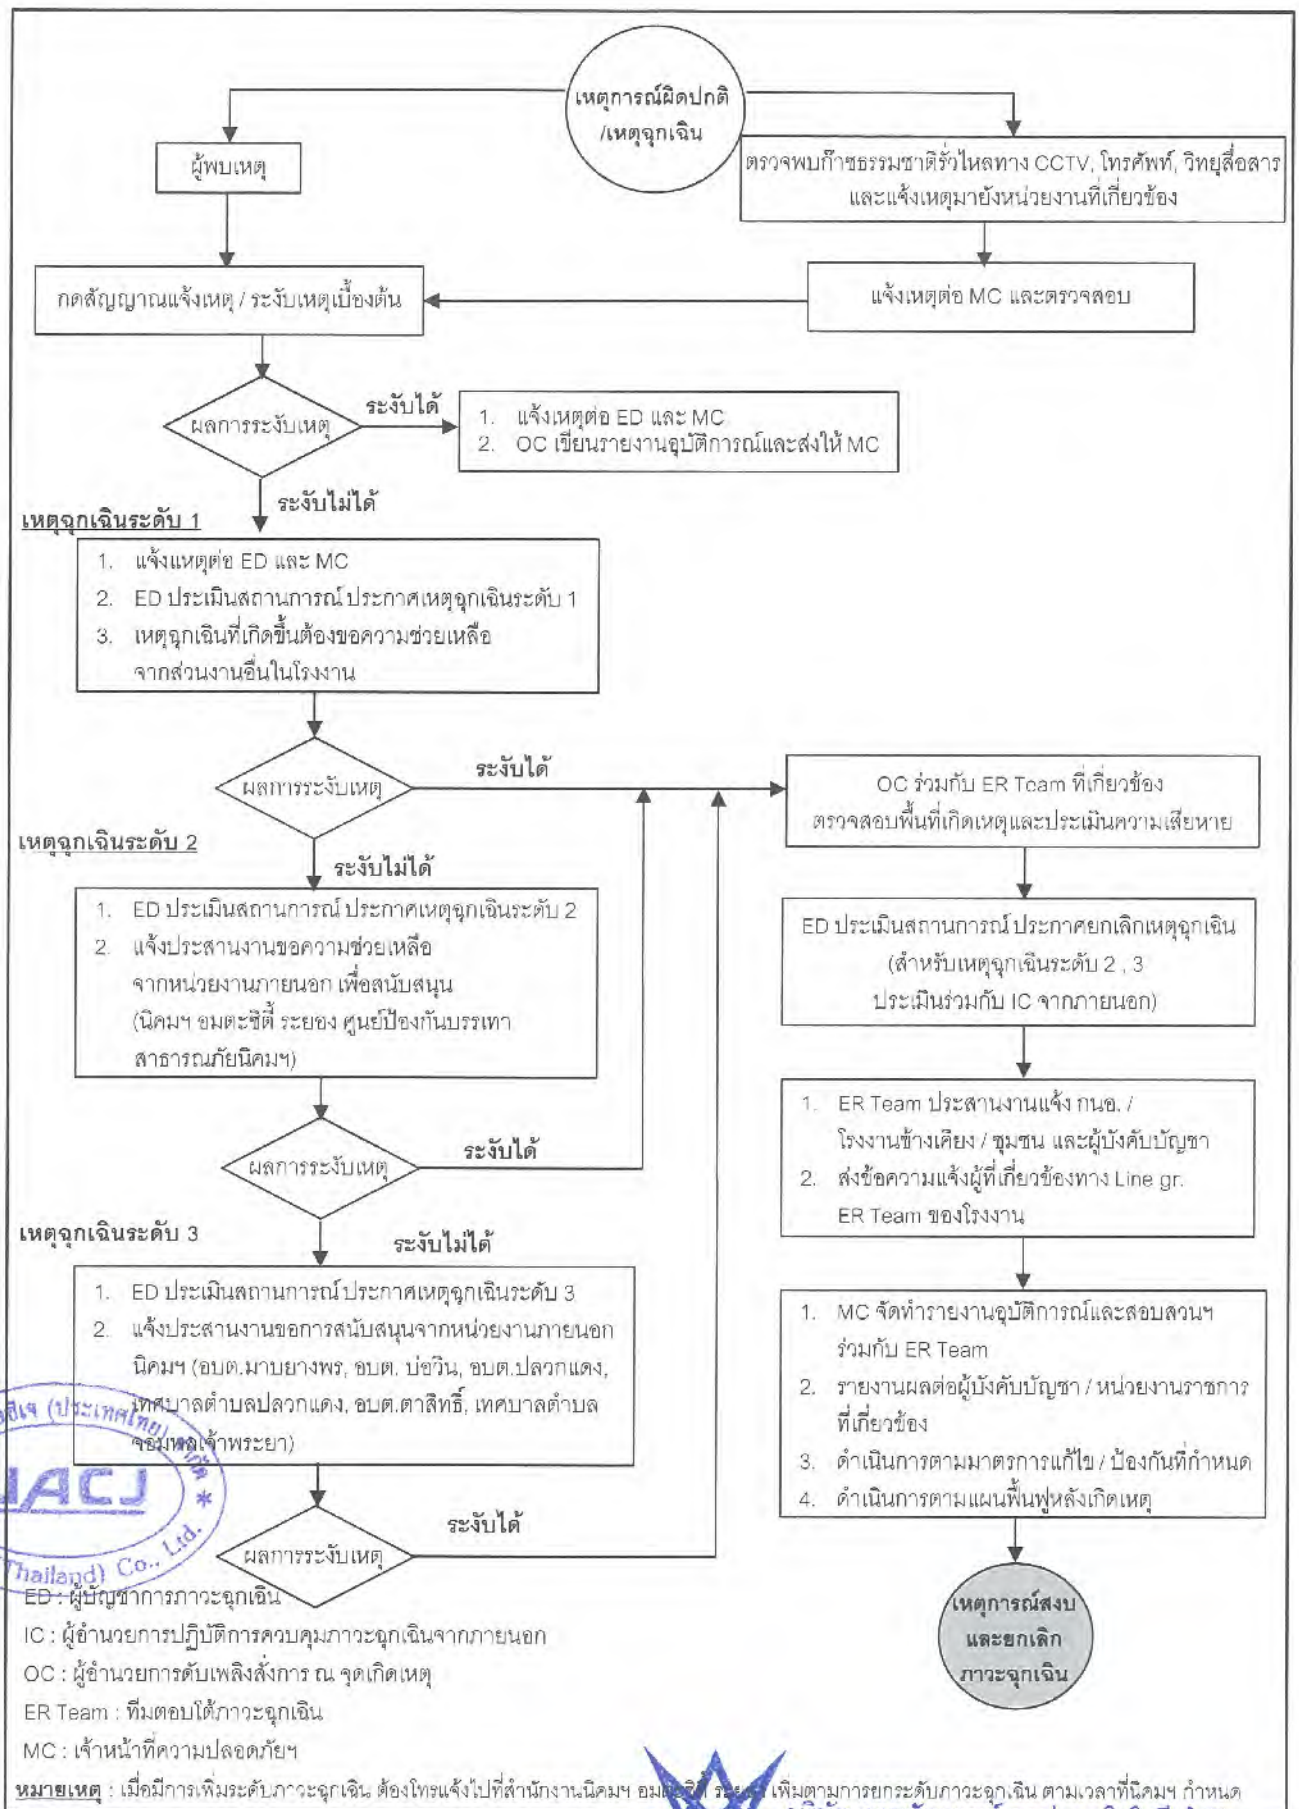 เหตุการณ์ผิดปกติ
/เหตุฉุกเฉิน
ผู้พบเหตุ
ตรวจพบก๊าซธรรมชาติรั่วไหลทาง CCTV, โทรศัพท์, วิทยุสื่อสาร
และแจ้งเหตุมายังหน่วยงานที่เกี่ยวข้อง
กดสัญญาณแจ้งเหตุ / ระงับเหตุเบื้องต้น
แจ้งเหตุต่อ MC และตรวจสอบ
ผลการระงับเหตุ
ระงับได้
1. แจ้งเหตุต่อ ED และ MC
2. OC เขียนรายงานอุบัติการณ์และส่งให้ MC
ระงับไม่ได้
เหตุฉุกเฉินระดับ 1
1. แจ้งแหตุต่อ ED และ MC
2. ED ประเมินสถานการณ์ ประกาศเหตุฉุกเฉินระดับ 1
3. เหตุฉุกเฉินที่เกิดขึ้นต้องขอความช่วยเหลือ
จากส่วนงานอื่นในโรงงาน
ผลการระงับเหตุ
ระงับได้
OC ร่วมกับ ER Team ที่เกี่ยวข้อง
ตรวจสอบพื้นที่เกิดเหตุและประเมินความเสียหาย
เหตุฉุกเฉินระดับ 2
ระงับไม่ได้
1. ED ประเมินสถานการณ์ ประกาศเหตุฉุกเฉินระดับ 2
2. แจ้งประสานงานขอความช่วยเหลือ
จากหน่วยงานภายนอก เพื่อสนับสนุน
(นิคมฯ อมตะซิตี้ ระยอง ศูนย์ป้องกันบรรเทา
สาธารณภัยนิคมฯ)
ED ประเมินสถานการณ์ ประกาศยกเลิกเหตุฉุกเฉิน
(สำหรับเหตุฉุกเฉินระดับ 2 , 3
ประเมินร่วมกับ IC จากภายนอก)
ผลการระงับเหตุ
ระงับได้
1. ER Team ประสานงานแจ้ง กนอ. /
โรงงานข้างเคียง / ชุมชน และผู้บังคับบัญชา
2. ส่งข้อความแจ้งผู้ที่เกี่ยวข้องทาง Line gr.
ER Team ของโรงงาน
เหตุฉุกเฉินระดับ 3
ระงับไม่ได้
1. ED ประเมินสถานการณ์ ประกาศเหตุฉุกเฉินระดับ 3
2. แจ้งประสานงานขอการสนับสนุนจากหน่วยงานภายนอก
นิคมฯ (อบต.มาบยางพร, อบต. บ่อวิน, อบต.ปลวกแดง,
เทศบาลตำบลปลวกแดง, อบต.ตาสิทธิ์, เทศบาลตำบล
จอมพลเจ้าพระยา)
1. MC จัดทำรายงานอุบัติการณ์และสอบสวนฯ
ร่วมกับ ER Team
2. รายงานผลต่อผู้บังคับบัญชา / หน่วยงานราชการ
ที่เกี่ยวข้อง
3. ดำเนินการตามมาตรการแก้ไข / ป้องกันที่กำหนด
4. ดำเนินการตามแผนฟื้นฟูหลังเกิดเหตุ
(ประเทศไทย) จำกัด *
UACJ
(Thailand) Co., Ltd.
ผลการระงับเหตุ
ระงับได้
เหตุการณ์สงบ
และยกเลิก
ภาวะฉุกเฉิน
ED : ผู้บัญชาการภาวะฉุกเฉิน
IC : ผู้อำนวยการปฏิบัติการควบคุมภาวะฉุกเฉินจากภายนอก
OC : ผู้อำนวยการดับเพลิงสั่งการ ณ จุดเกิดเหตุ
ER Team : ทีมตอบโต้ภาวะฉุกเฉิน
MC : เจ้าหน้าที่ความปลอดภัยฯ
หมายเหตุ : เมื่อมีการเพิ่มระดับภาวะฉุกเฉิน ต้องโทรแจ้งไปที่สำนักงานนิคมฯ อมตะซิตี้ ระยอง เพิ่มตามการยกระดับภาวะฉุกเฉิน ตามเวลาที่นิคมฯ กำหนด